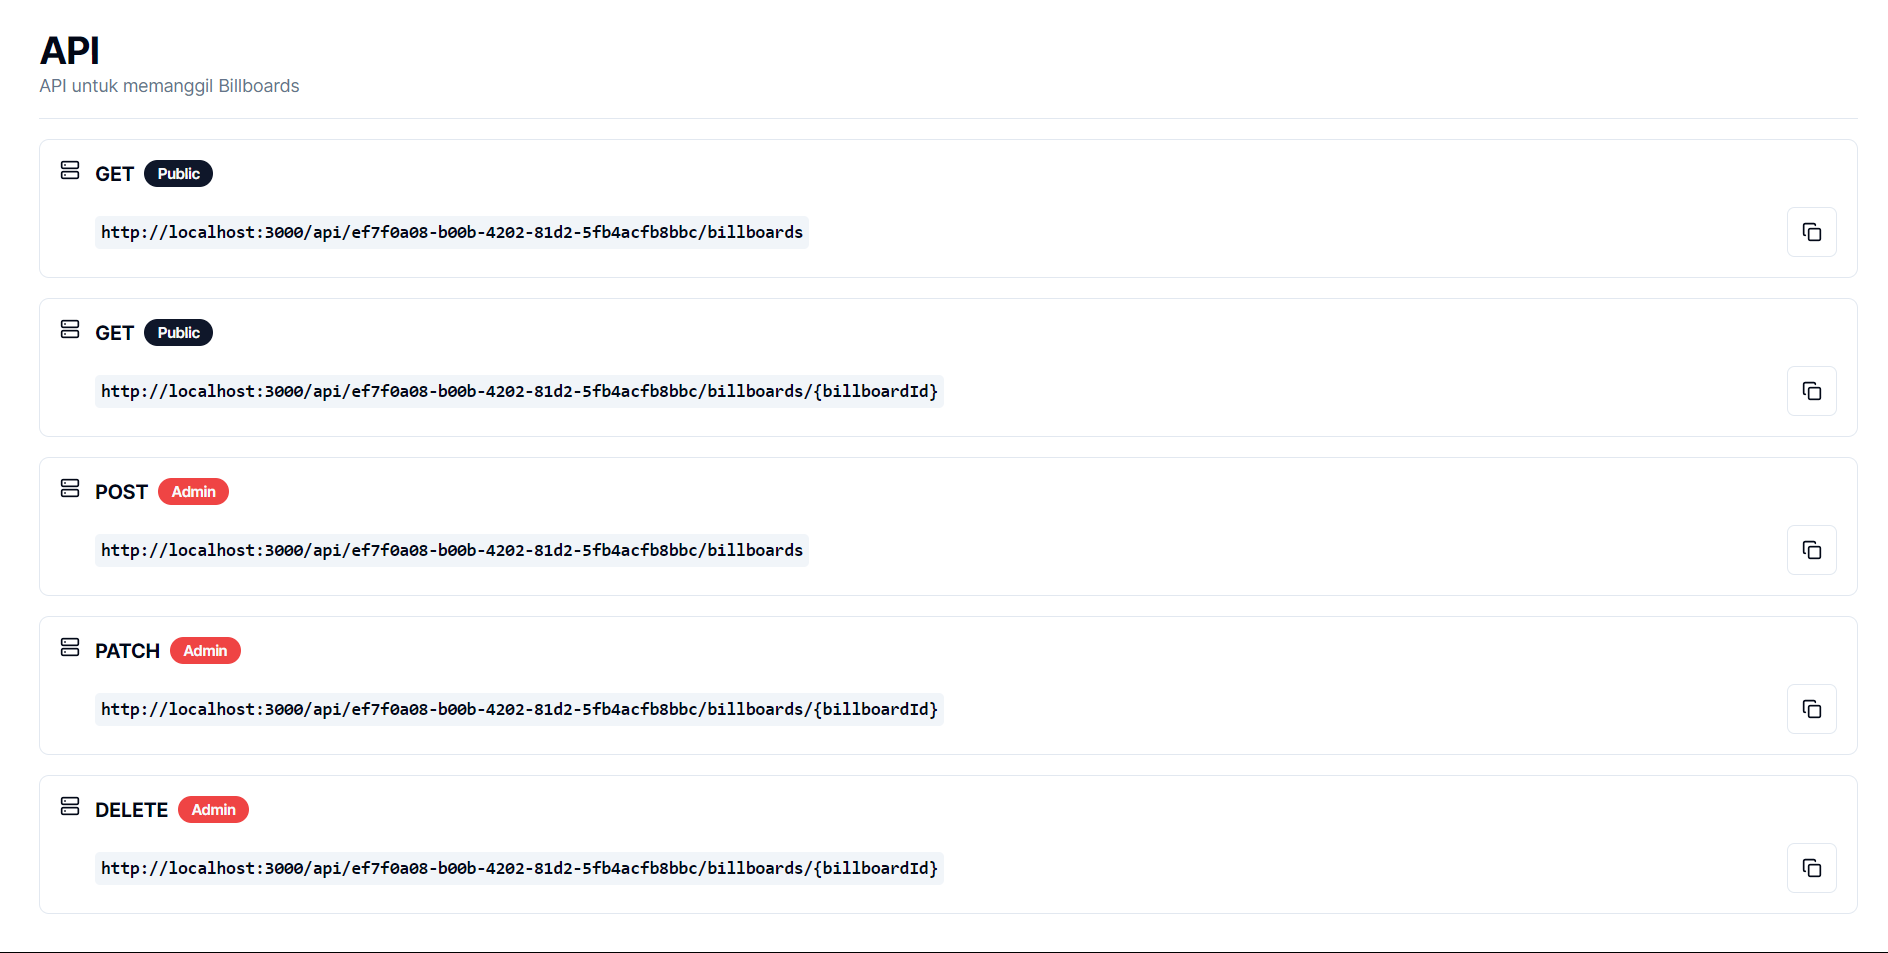 API
API untuk memanggil Billboards
GET Public
http://localhost:3000/api/ef7f0a08-b00b-4202-81d2-5fb4acfb8bbc/billboards
GET Public
http://localhost:3000/api/ef7f0a08-b00b-4202-81d2-5fb4acfb8bbc/billboards/{billboardId}
POST Admin
http://localhost:3000/api/ef7f0a08-b00b-4202-81d2-5fb4acfb8bbc/billboards
PATCH Admin
http://localhost:3000/api/ef7f0a08-b00b-4202-81d2-5fb4acfb8bbc/billboards/{billboardId}
DELETE Admin
http://localhost:3000/api/ef7f0a08-b00b-4202-81d2-5fb4acfb8bbc/billboards/{billboardId}